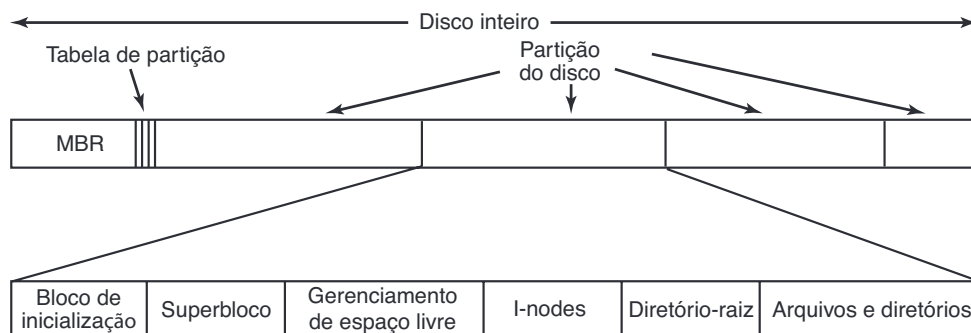 Disco inteiro
Tabela de partição
Partição
do disco
MBR
Bloco de
inicialização
Superbloco
Gerenciamento
de espaço livre
I-nodes
Diretório-raiz
Arquivos e diretórios